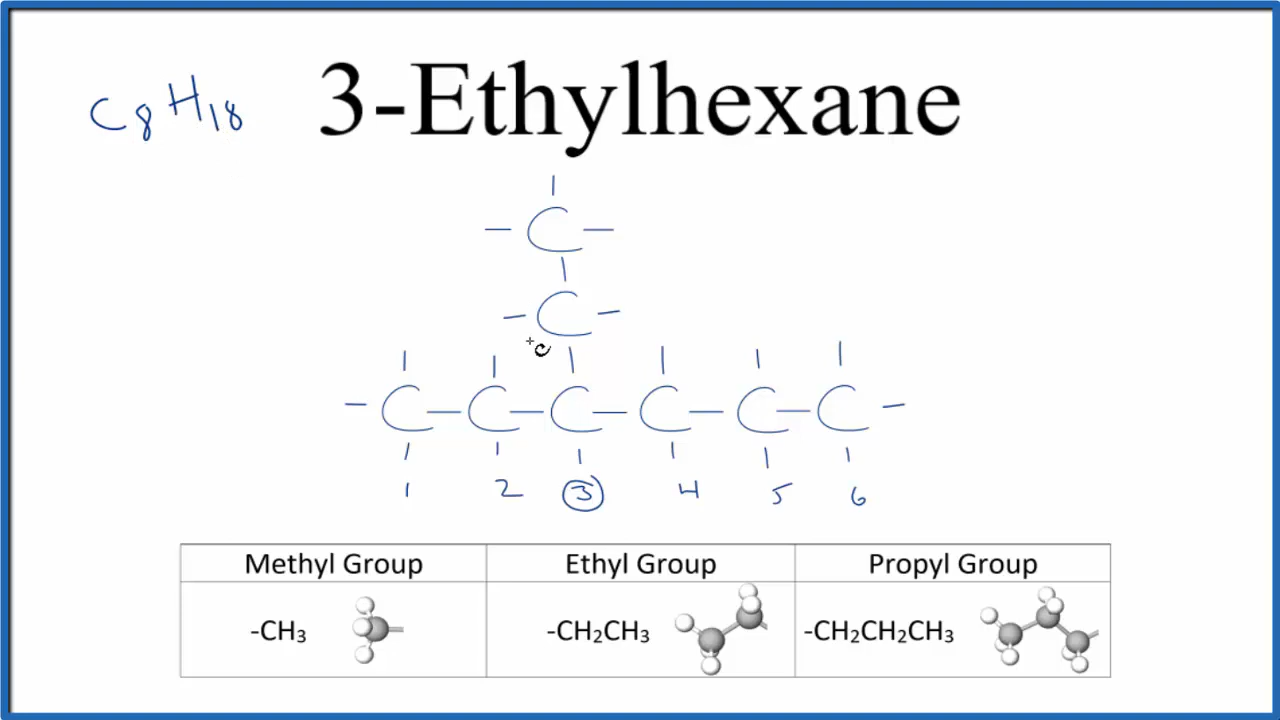 C8H18 3-Ethylhexane
C
C
C-C-C-C-C-C
1 2 3 4 5 6
Methyl Group Ethyl Group Propyl Group
-CH₃ -CH₂CH₃ -CH₂CH₂CH₃